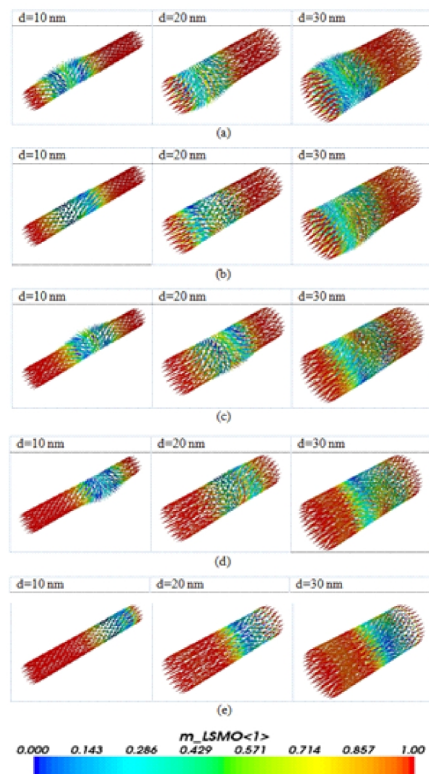 d=10 nm d=20 nm d=30 nm
(a)
d=10 nm d=20 nm d=30 nm
(b)
d=10 nm d=20 nm d=30 nm
(c)
d=10 nm d=20 nm d=30 nm
(d)
d=10 nm d=20 nm d=30 nm
(e)
m_LSMO<1>
0.000 0.143 0.286 0.429 0.571 0.714 0.857 1.00